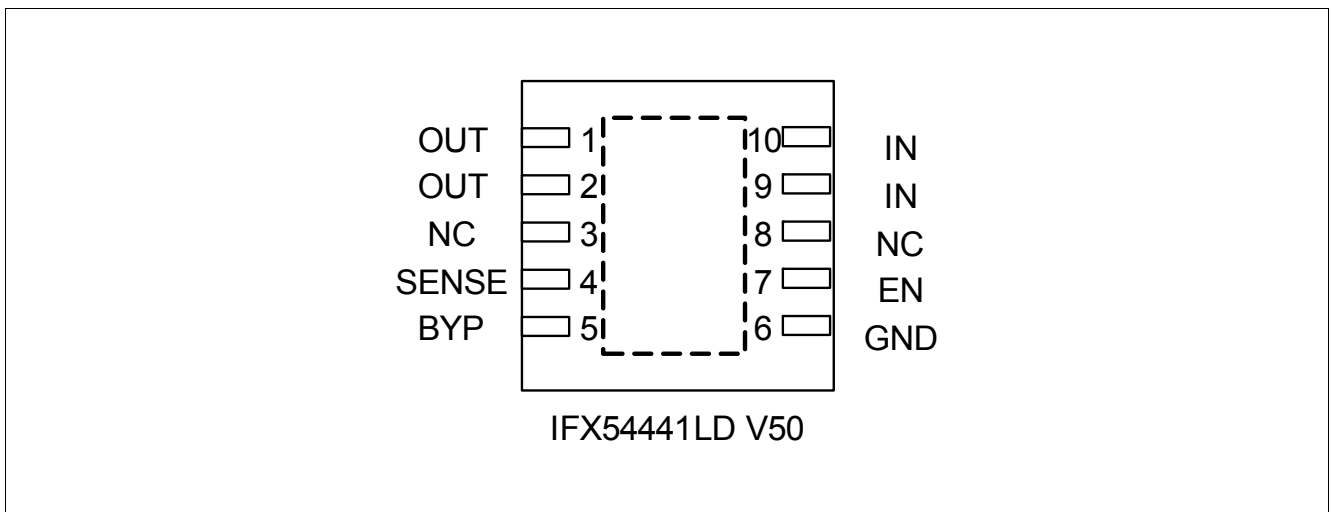 OUT 1 10 IN
OUT 2 9 IN
NC 3 8 NC
SENSE 4 7 EN
BYP 5 6 GND
IFX54441LD V50